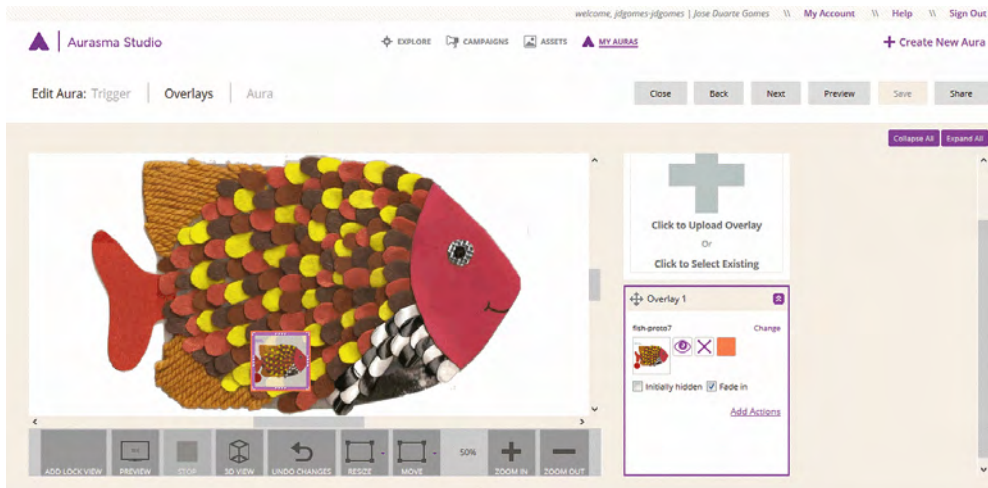 welcome, jdgomes-jdgomes | Jose Duarte Gomes \\ My Account \\ Help \\ Sign Out
Aurasma Studio EXPLORE CAMPAIGNS ASSETS MY AURAS + Create New Aura
Edit Aura: Trigger | Overlays | Aura Close Back Next Preview Save Share
Collapse All Expand All
Click to Upload Overlay
Or
Click to Select Existing
Overlay 1
fish-proto7 Change
Initially hidden Fade in
Add Actions
50%
ADD LOCK VIEW PREVIEW STOP 3D VIEW UNDO CHANGES RESIZE MOVE ZOOM IN ZOOM OUT